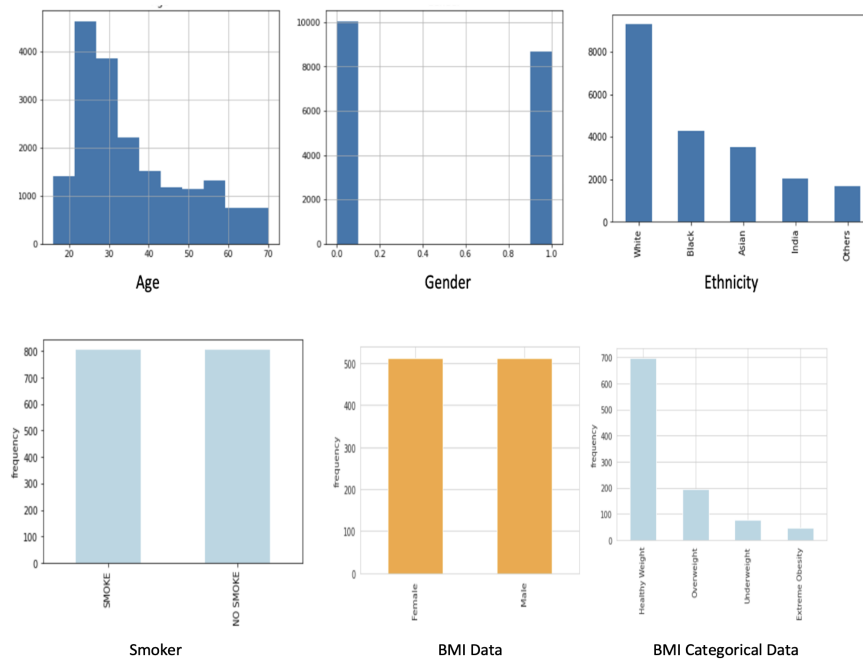 4000
3000
2000
1000
0
20 30 40 50 60 70
Age
10000
8000
6000
4000
2000
0
0.0 0.2 0.4 0.6 0.8 1.0
Gender
8000
6000
4000
2000
0
White Black Asian India Others
Ethnicity
frequency
800
700
600
500
400
300
200
100
0
SMOKE NO SMOKE
Smoker
frequency
500
400
300
200
100
0
Female Male
BMI Data
frequency
700
600
500
400
300
200
100
0
Healthy Weight Overweight Underweight Extreme Obesity
BMI Categorical Data